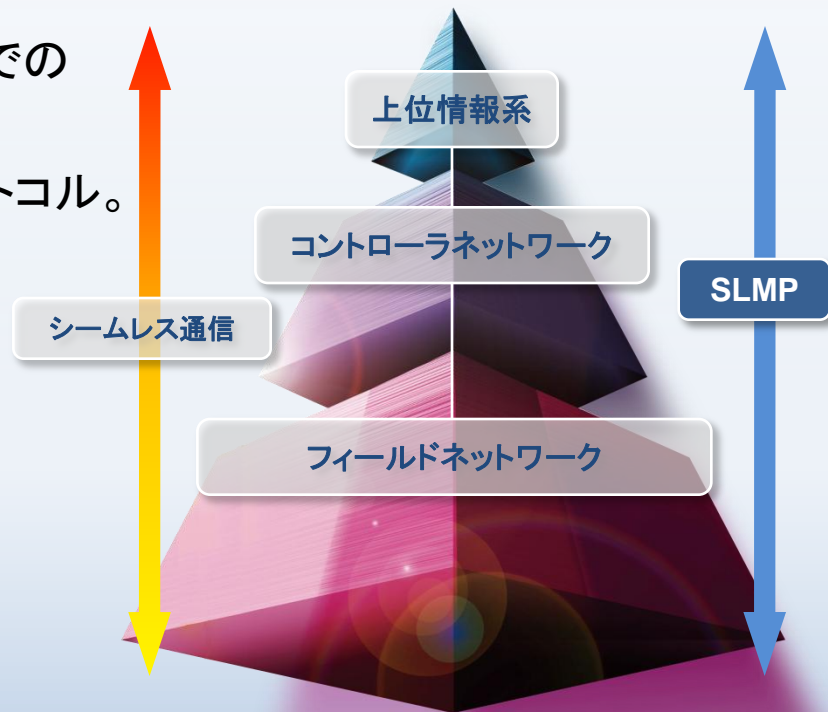 での
トコル。
上位情報系
コントローラネットワーク
SLMP
シームレス通信
フィールドネットワーク